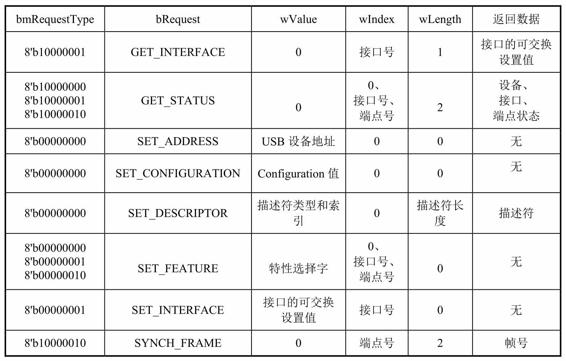 bmRequestType bRequest wValue wIndex wLength 返回数据
8'b10000001 GET_INTERFACE 0 接口号 1 接口的可交换
设置值
8'b10000000
8'b10000001
8'b10000010
GET_STATUS
0
0、
接口号、
端点号
2
设备、
接口、
端点状态
8'b00000000 SET_ADDRESS USB 设备地址 0 0 无
8'b00000000 SET_CONFIGURATION Configuration 值 0 0 无
8'b00000000 SET_DESCRIPTOR 描述符类型和索
引
0 描述符长
度
描述符
8'b00000000
8'b00000001
8'b00000010
SET_FEATURE
特性选择字
0、
接口号、
端点号
0
无
8'b00000001 SET_INTERFACE 接口的可交换
设置值
接口号 0 无
8'b10000010 SYNCH_FRAME 0 端点号 2 帧号